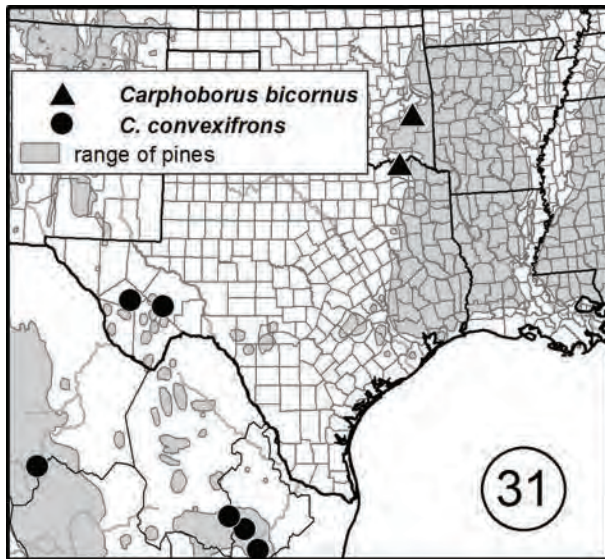 Carphoborus bicornus
C. convexifrons
range of pines
31